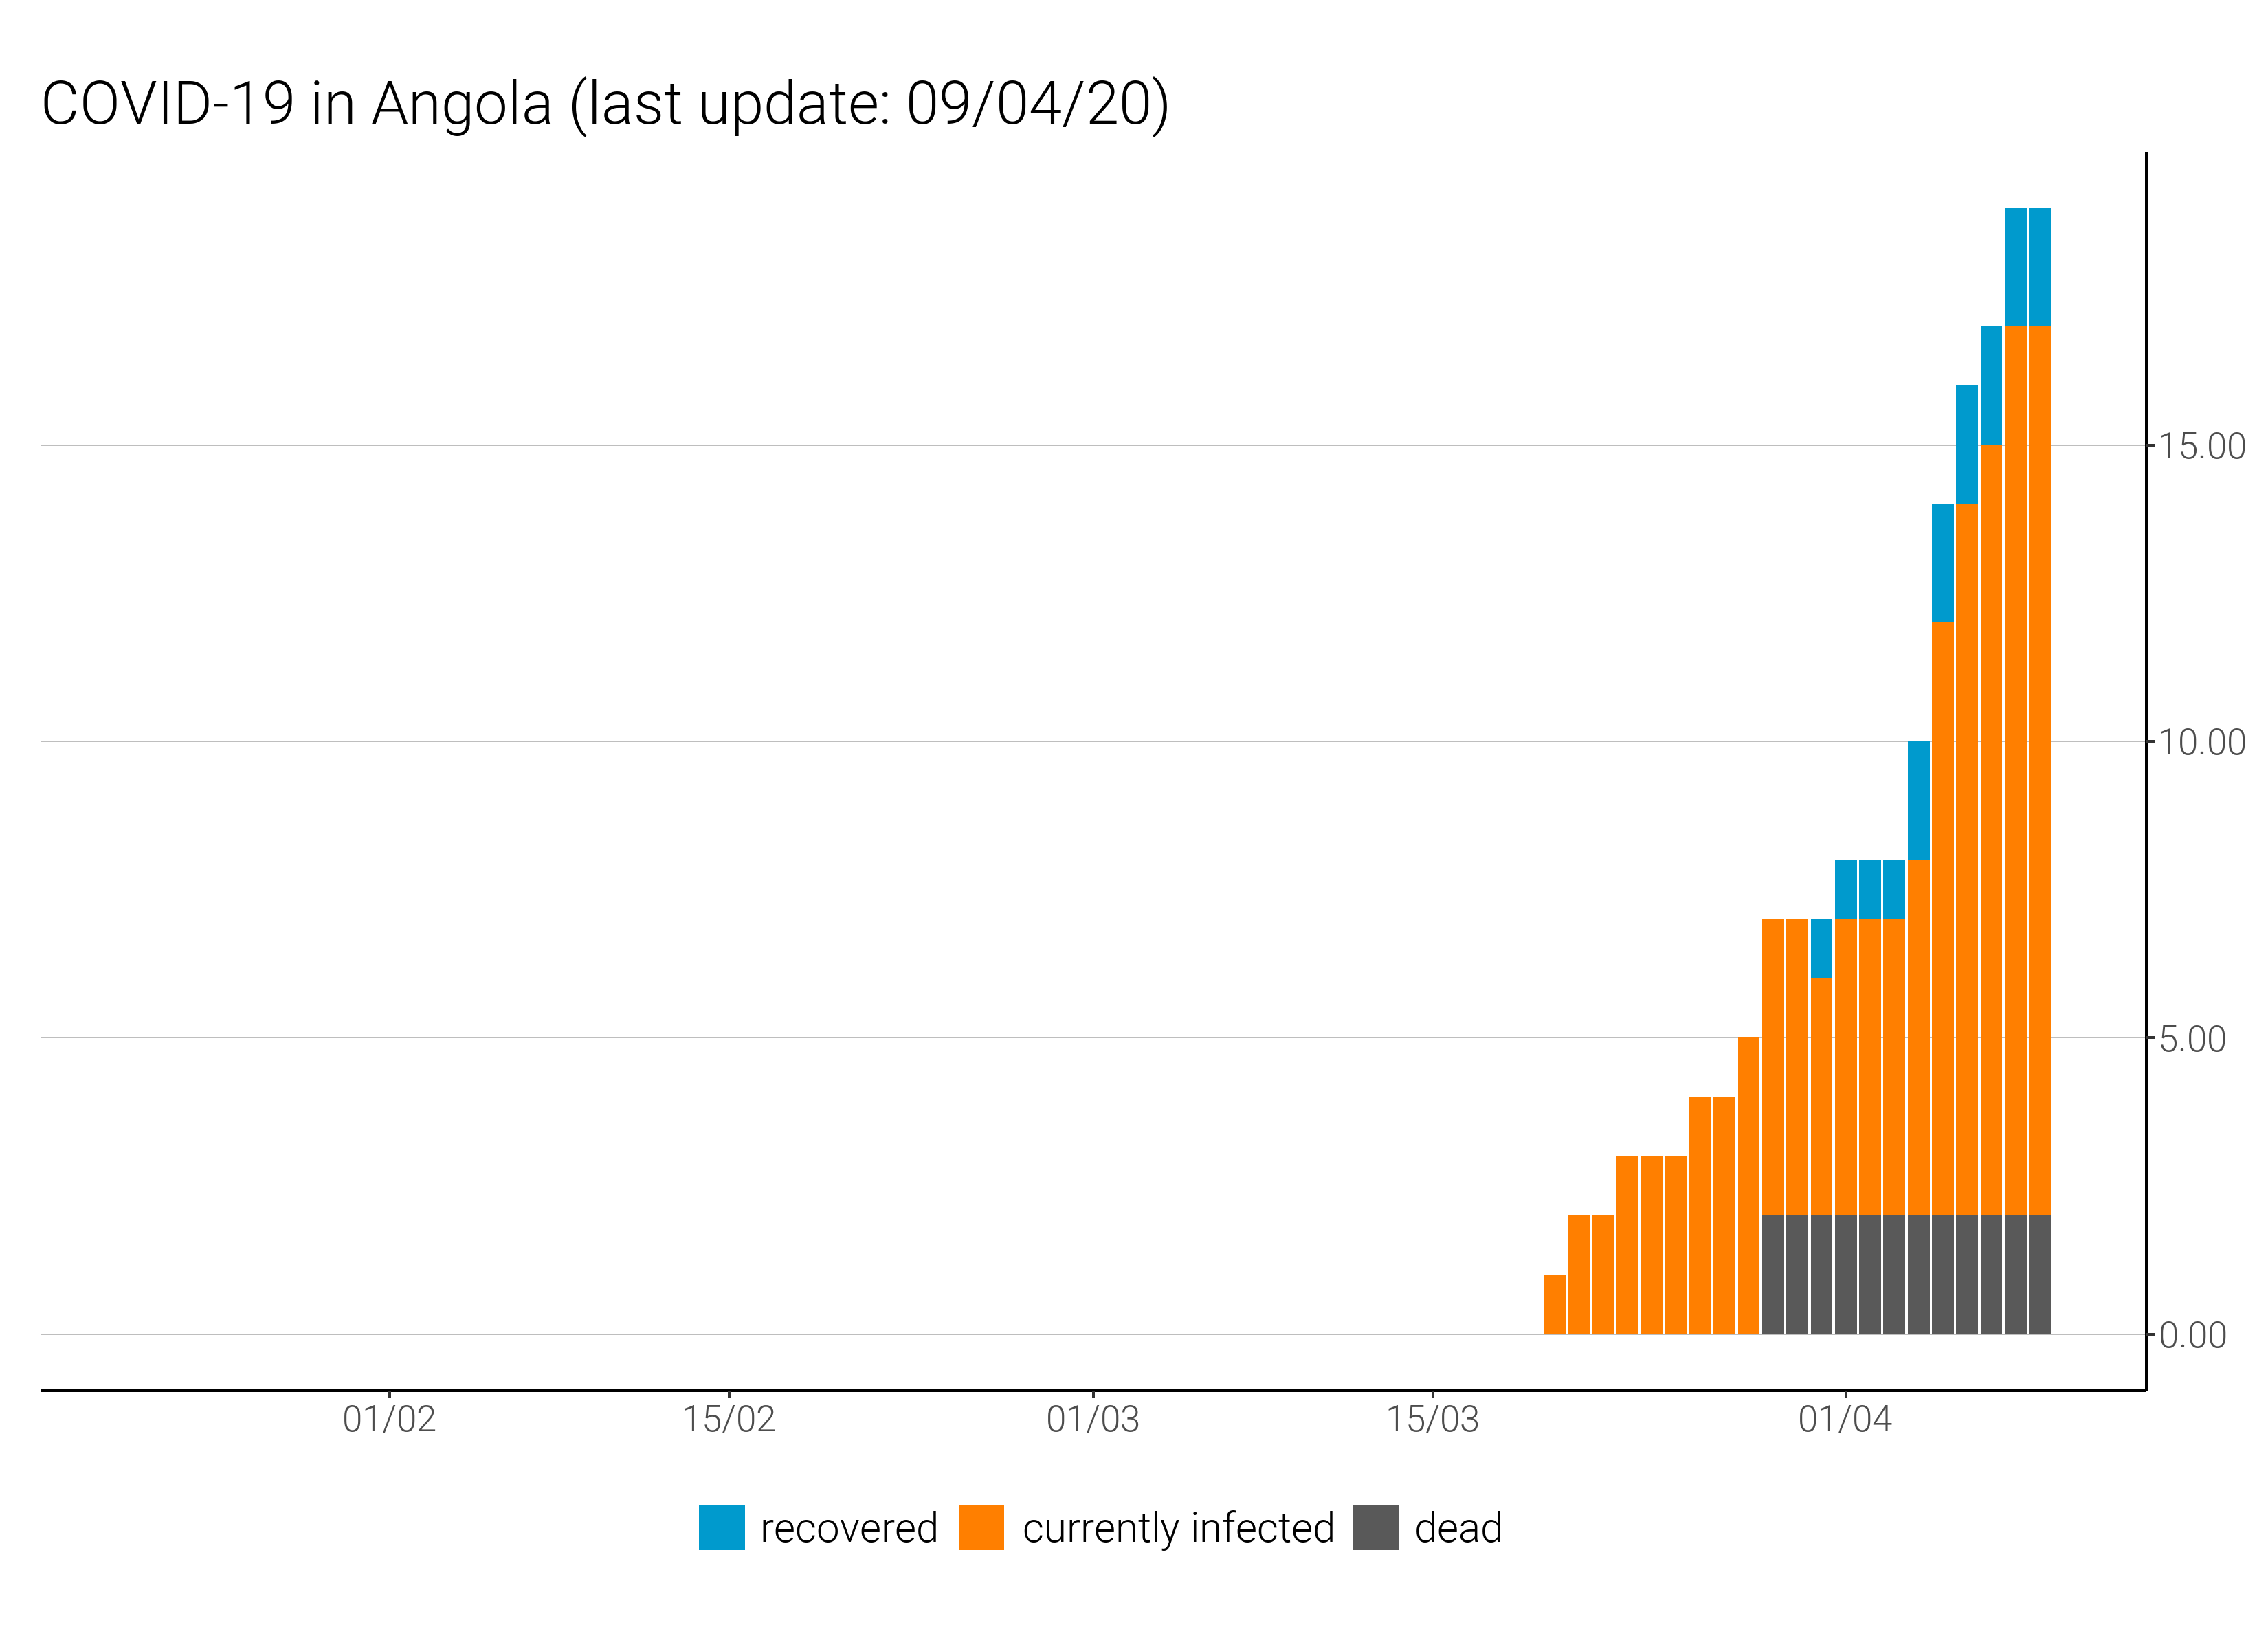 COVID-19 in Angola (last update: 09/04/20)
15.00
10.00
5.00
0.00
01/02 15/02 01/03 15/03 01/04
recovered currently infected dead